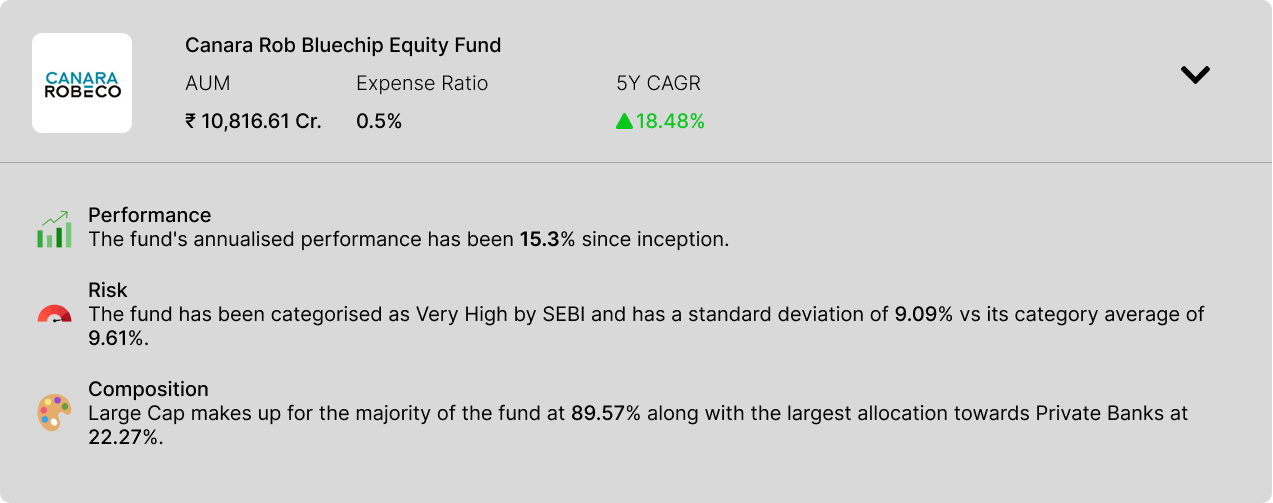 CANARA
ROBECO
Canara Rob Bluechip Equity Fund
AUM Expense Ratio 5Y CAGR
₹ 10,816.61 Cr. 0.5% 18.48%
Performance
The fund's annualised performance has been 15.3% since inception.
Risk
The fund has been categorised as Very High by SEBI and has a standard deviation of 9.09% vs its category average of
9.61%.
Composition
Large Cap makes up for the majority of the fund at 89.57% along with the largest allocation towards Private Banks at
22.27%.